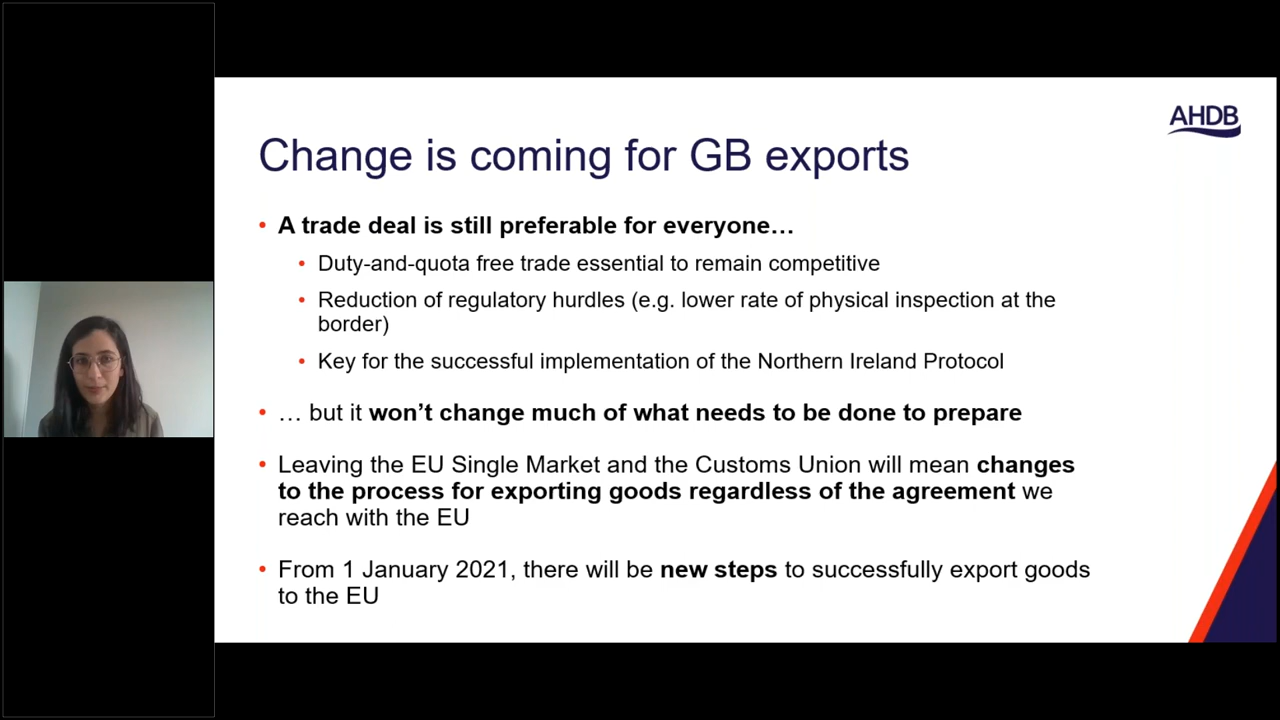 AHDB
Change is coming for GB exports
• A trade deal is still preferable for everyone…
• Duty-and-quota free trade essential to remain competitive
• Reduction of regulatory hurdles (e.g. lower rate of physical inspection at the
border)
• Key for the successful implementation of the Northern Ireland Protocol
• … but it won’t change much of what needs to be done to prepare
• Leaving the EU Single Market and the Customs Union will mean changes
to the process for exporting goods regardless of the agreement we
reach with the EU
• From 1 January 2021, there will be new steps to successfully export goods
to the EU